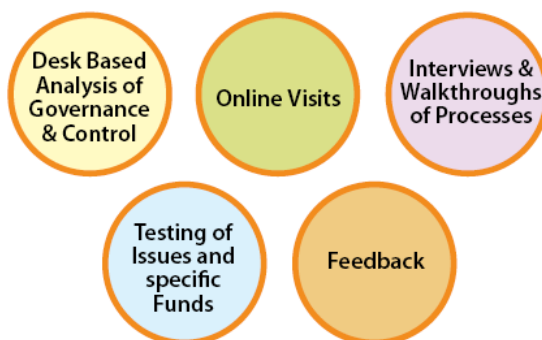 Desk Based
Analysis of
Governance
& Control
Online Visits
Interviews &
Walkthroughs
of Processes
Testing of
Issues and
specific
Funds
Feedback